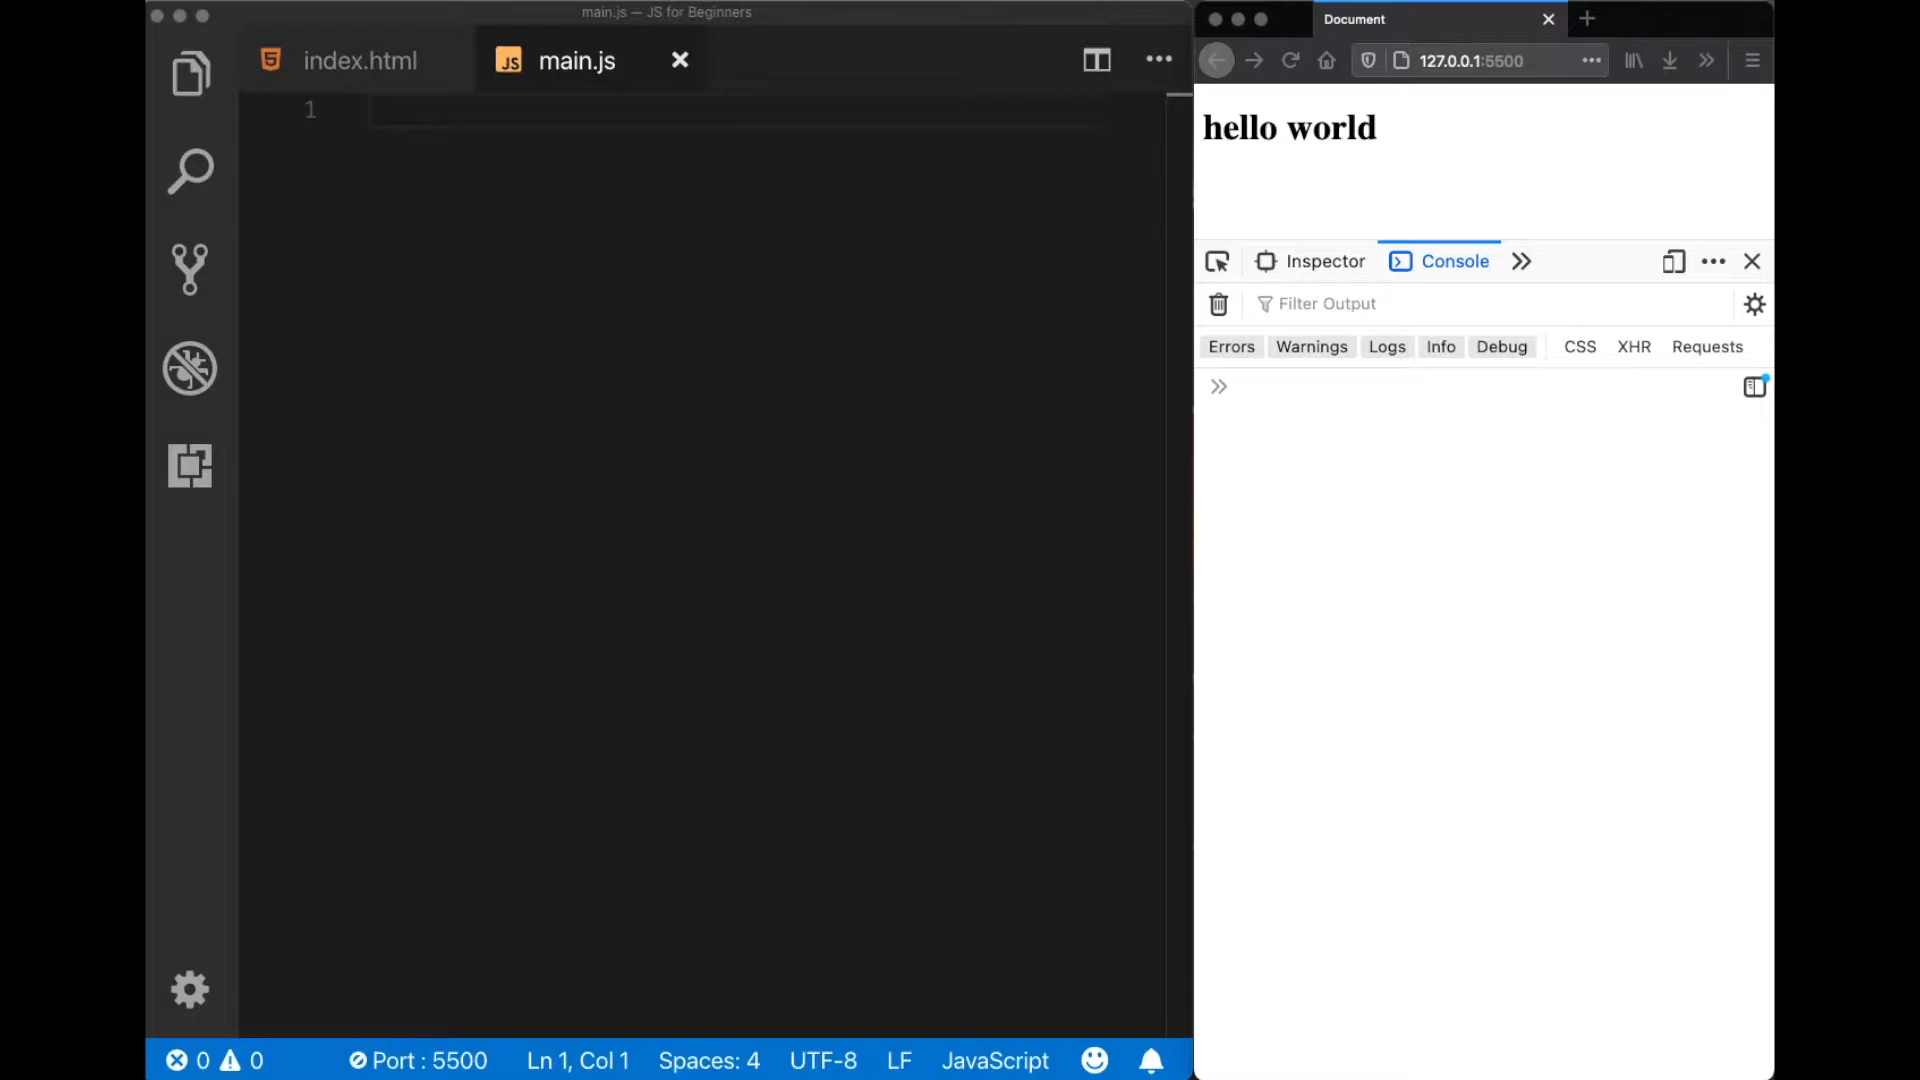 main.js — JS for Beginners
index.html
JS main.js
1
0 0 Port : 5500 Ln 1, Col 1 Spaces: 4 UTF-8 LF JavaScript
Document
127.0.0.1:5500
hello world
Inspector Console
Filter Output
Errors Warnings Logs Info Debug CSS XHR Requests